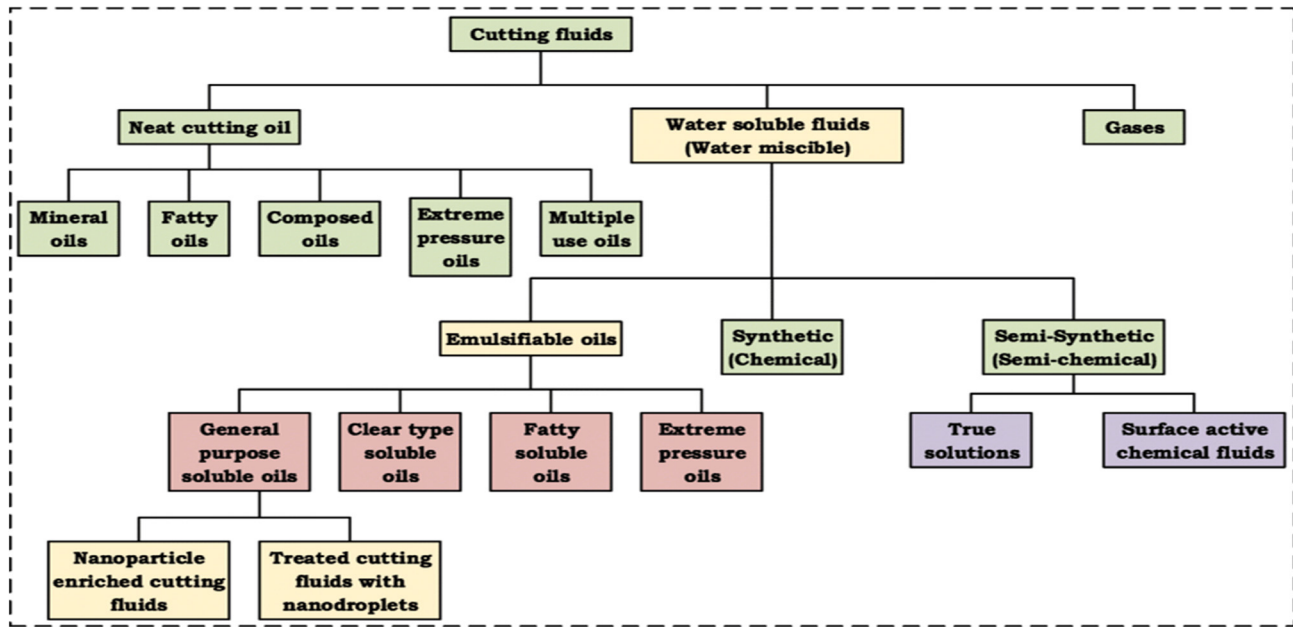 Cutting fluids
Neat cutting oil
Water soluble fluids
(Water miscible)
Gases
Mineral
oils
Fatty
oils
Composed
oils
Extreme
pressure
oils
Multiple
use oils
Emulsifiable oils
Synthetic
(Chemical)
Semi-Synthetic
(Semi-chemical)
General
purpose
soluble oils
Clear type
soluble
oils
Fatty
soluble
oils
Extreme
pressure
oils
True
solutions
Surface active
chemical fluids
Nanoparticle
enriched cutting
fluids
Treated cutting
fluids with
nanodroplets